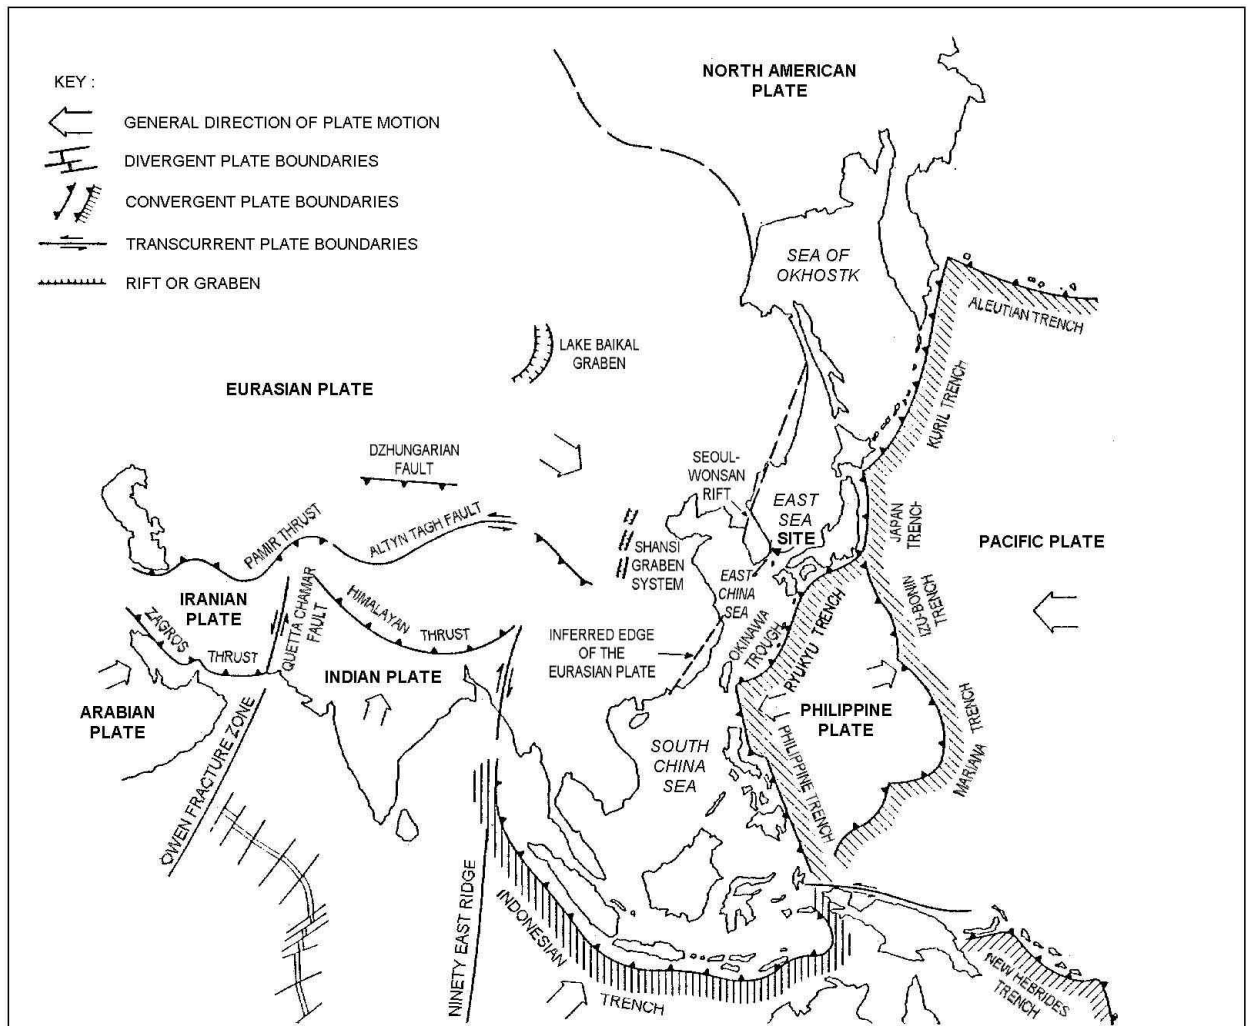 KEY :
GENERAL DIRECTION OF PLATE MOTION
DIVERGENT PLATE BOUNDARIES
CONVERGENT PLATE BOUNDARIES
TRANSCURRENT PLATE BOUNDARIES
RIFT OR GRABEN
NORTH AMERICAN
PLATE
SEA OF
OKHOSTK
ALEUTIAN TRENCH
LAKE BAIKAL
GRABEN
KURIL TRENCH
EURASIAN PLATE
DZHUNGARIAN
FAULT
SEOUL-
WONSAN
RIFT
EAST
SEA
SITE
JAPAN
TRENCH
PACIFIC PLATE
PAMIR THRUST
ALTYN TAGH FAULT
SHANSI
GRABEN
SYSTEM
EAST
CHINA
SEA
IZU-BONIN
TRENCH
IRANIAN
PLATE
QUETTA CHAMAR
FAULT
HIMALAYAN
THRUST
ZAGROS
THRUST
INFERRED EDGE
OF THE
EURASIAN PLATE
OKINAWA
TROUGH
RYUKYU TRENCH
INDIAN PLATE
ARABIAN
PLATE
PHILIPPINE
PLATE
MARIANA
TRENCH
SOUTH
CHINA
SEA
PHILIPPINE TRENCH
OWEN FRACTURE ZONE
NINETY EAST RIDGE
INDONESIAN
TRENCH
NEW HEBRIDES
TRENCH